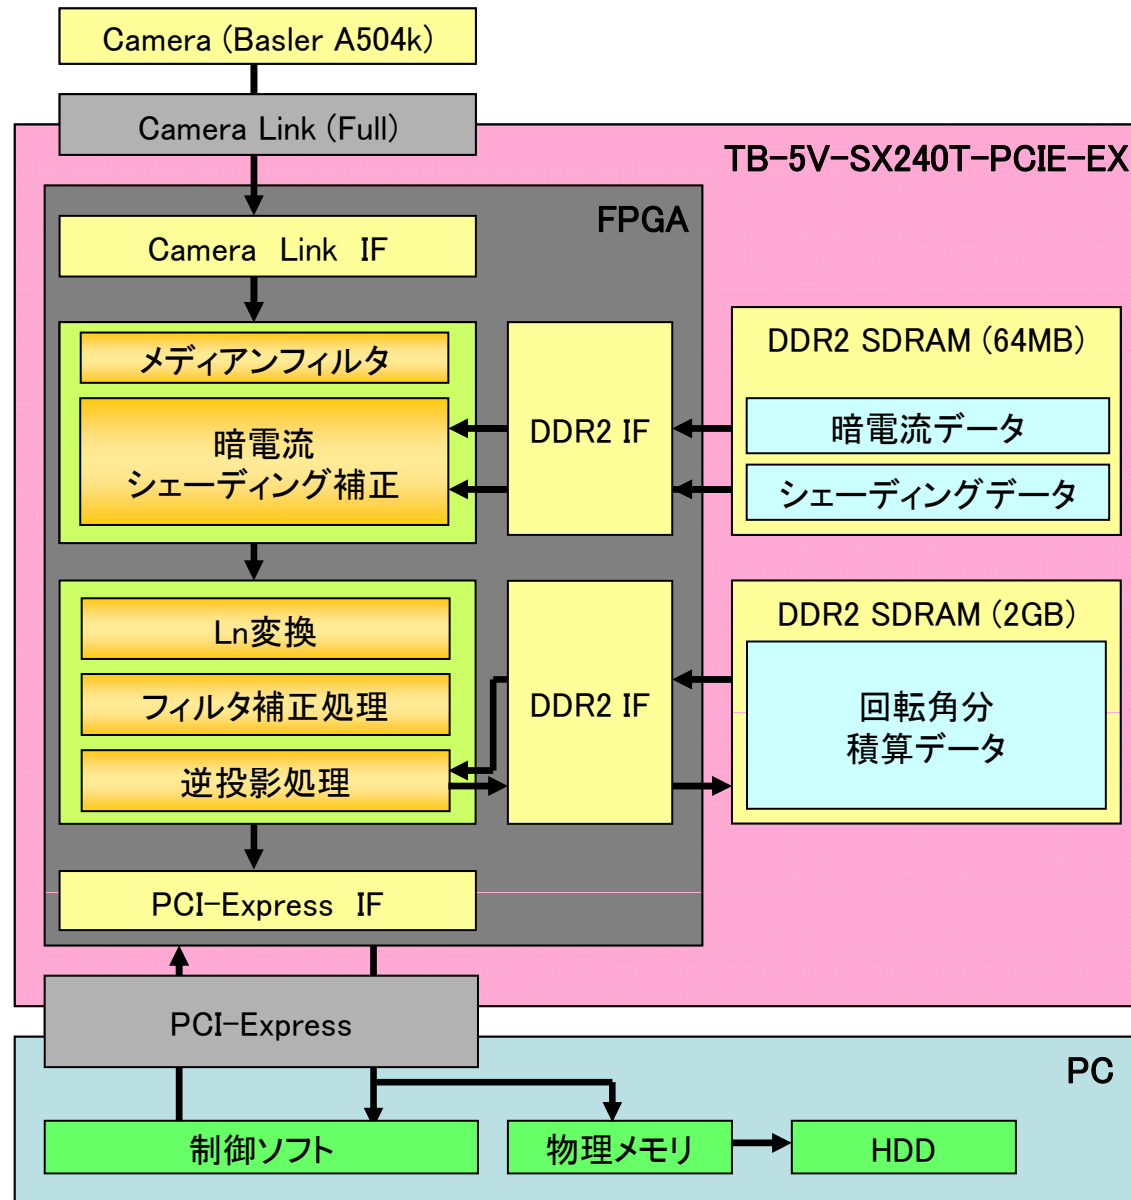 Camera (Basler A504k)
Camera Link (Full)
TB-5V-SX240T-PCIE-EX
FPGA
Camera Link IF
メディアンフィルタ
暗電流
シェーディング補正
DDR2 IF
DDR2 SDRAM (64MB)
暗電流データ
シェーディングデータ
Ln変換
フィルタ補正処理
逆投影処理
DDR2 IF
DDR2 SDRAM (2GB)
回転角分
積算データ
PCI-Express IF
PCI-Express
PC
制御ソフト
物理メモリ
HDD